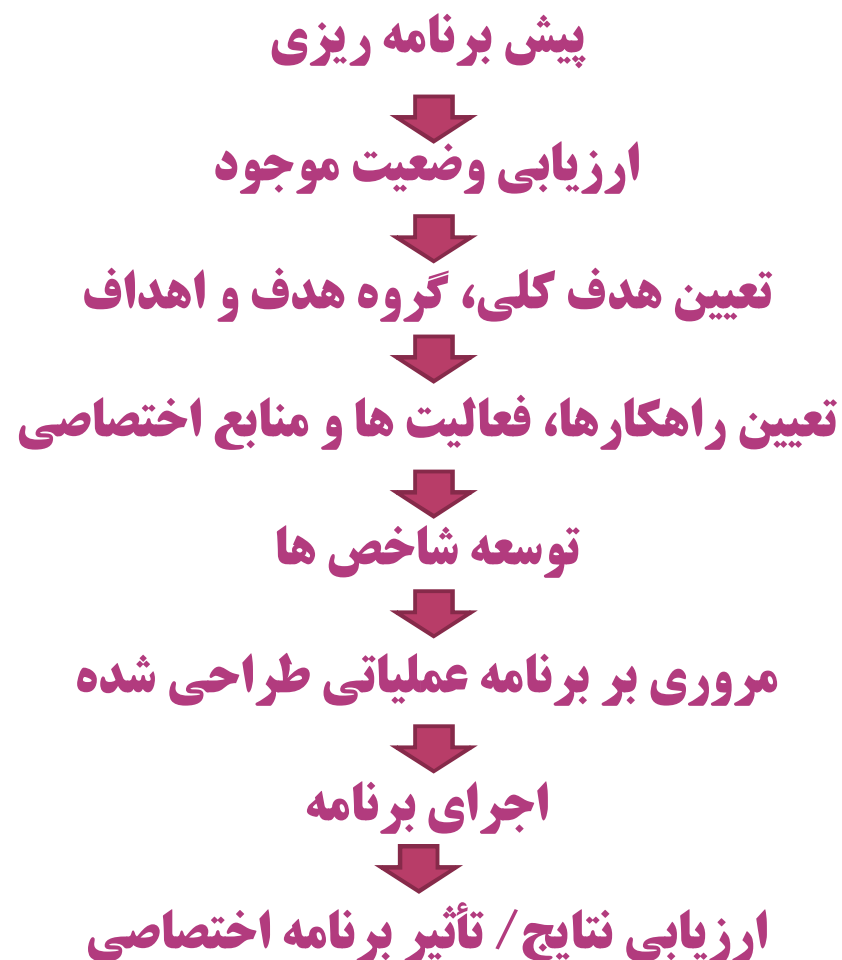 پیش برنامه ریزی
ارزیابی وضعیت موجود
تعیین هدف کلی، گروه هدف و اهداف
تعیین راهکارها، فعالیت ها و منابع اختصاصی
توسعه شاخص ها
مروری بر برنامه عملیاتی طراحی شده
اجرای برنامه
ارزیابی نتایج/ تأثیر برنامه اختصاصی